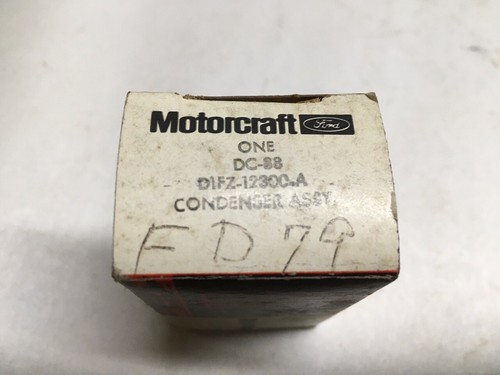 Motorcraft Ford
ONE
DC-88
D1FZ-12300-A
CONDENSER ASSY.
FD 79